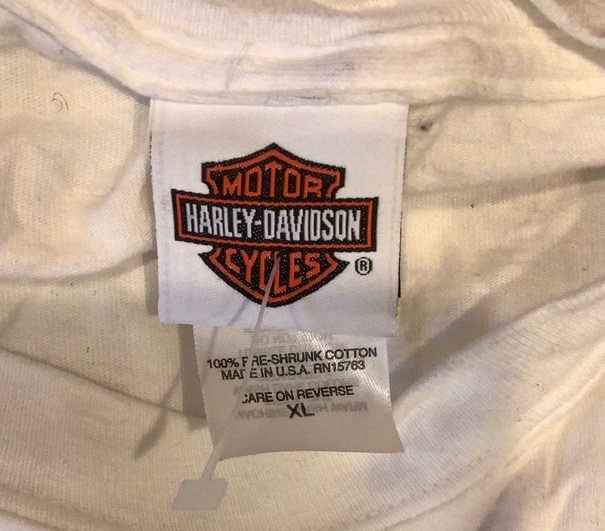 MOTOR
HARLEY-DAVIDSON
CYCLES
®
100% PRE-SHRUNK COTTON
MADE IN U.S.A. RN15763
CARE ON REVERSE
XL